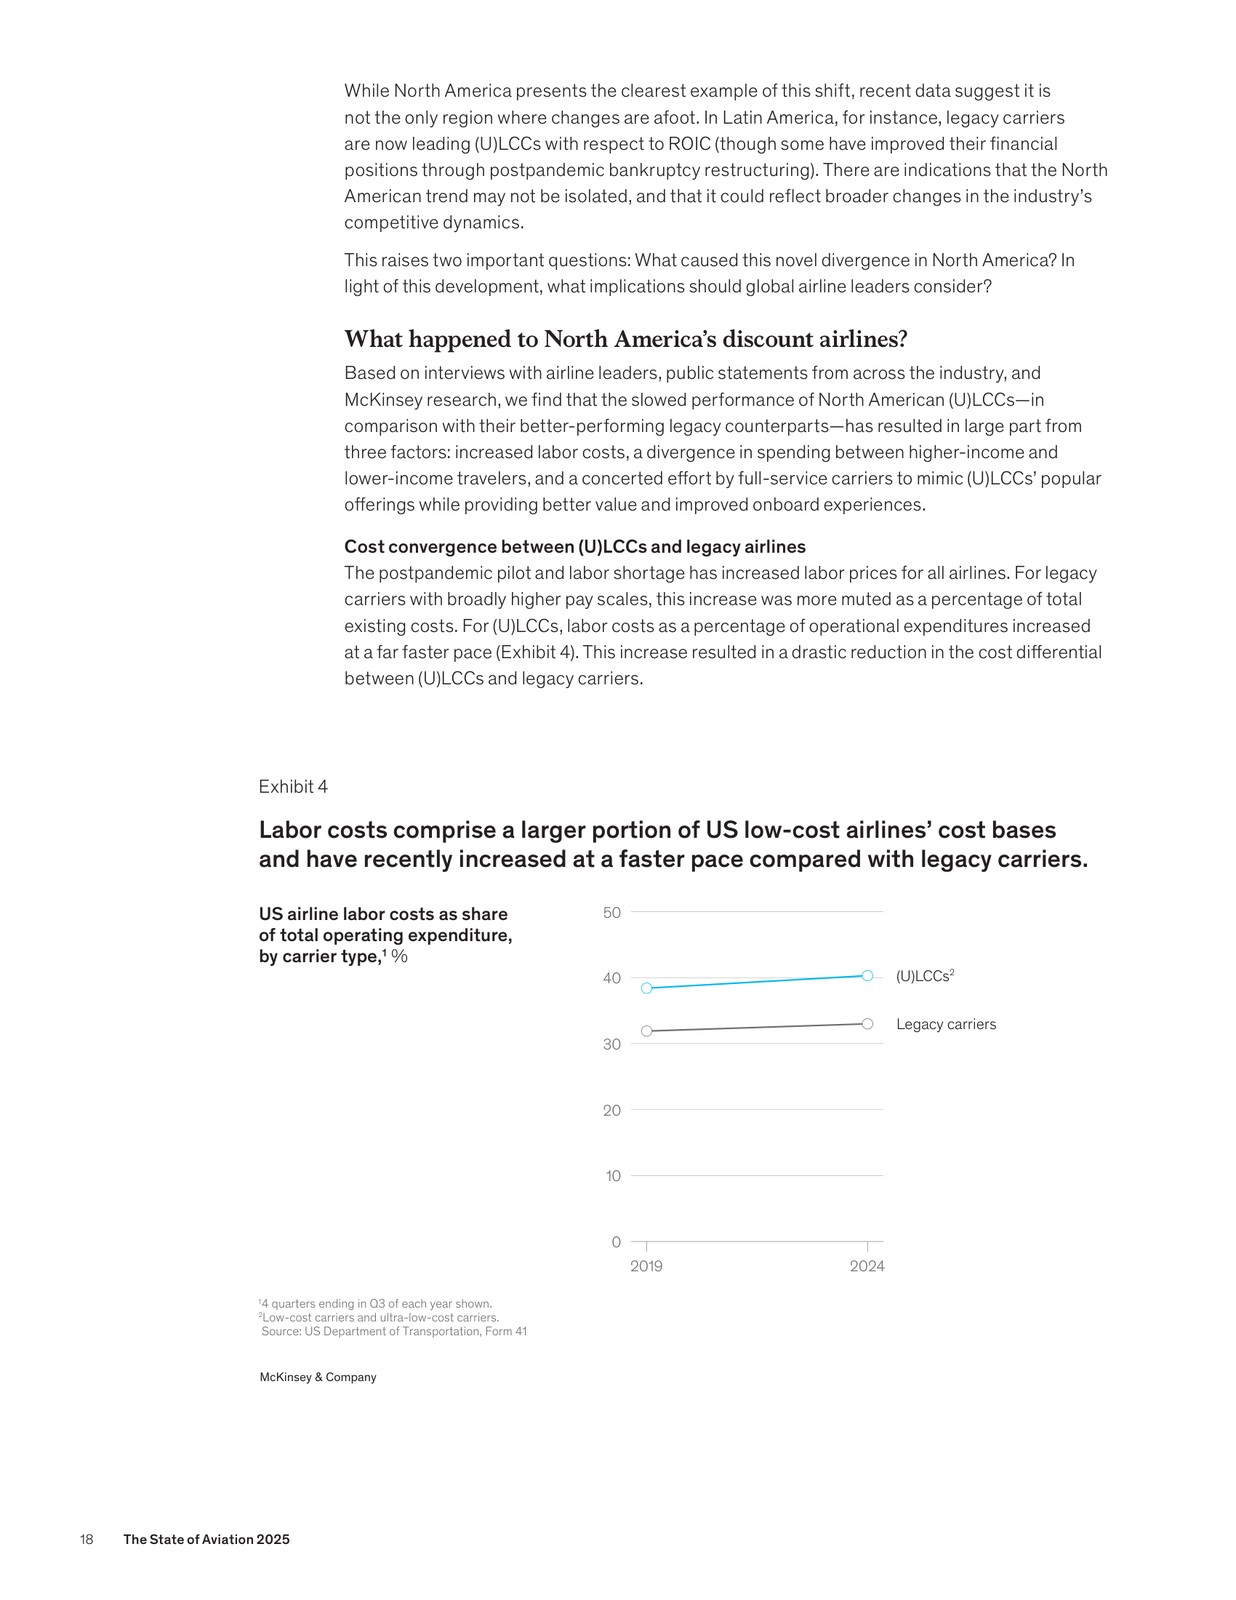 While North America presents the clearest example of this shift, recent data suggest it is
not the only region where changes are afoot. In Latin America, for instance, legacy carriers
are now leading (U)LCCs with respect to ROIC (though some have improved their financial
positions through postpandemic bankruptcy restructuring). There are indications that the North
American trend may not be isolated, and that it could reflect broader changes in the industry’s
competitive dynamics.
This raises two important questions: What caused this novel divergence in North America? In
light of this development, what implications should global airline leaders consider?
What happened to North America’s discount airlines?
Based on interviews with airline leaders, public statements from across the industry, and
McKinsey research, we find that the slowed performance of North American (U)LCCs—in
comparison with their better-performing legacy counterparts—has resulted in large part from
three factors: increased labor costs, a divergence in spending between higher-income and
lower-income travelers, and a concerted effort by full-service carriers to mimic (U)LCCs’ popular
offerings while providing better value and improved onboard experiences.
Cost convergence between (U)LCCs and legacy airlines
The postpandemic pilot and labor shortage has increased labor prices for all airlines. For legacy
carriers with broadly higher pay scales, this increase was more muted as a percentage of total
existing costs. For (U)LCCs, labor costs as a percentage of operational expenditures increased
at a far faster pace (Exhibit 4). This increase resulted in a drastic reduction in the cost differential
between (U)LCCs and legacy carriers.
Exhibit 4
Labor costs comprise a larger portion of US low-cost airlines’ cost bases
and have recently increased at a faster pace compared with legacy carriers.
US airline labor costs as share
of total operating expenditure,
by carrier type,¹ %
50
40
30
20
10
0
2019
2024
(U)LCCs²
Legacy carriers
¹4 quarters ending in Q3 of each year shown.
²Low-cost carriers and ultra-low-cost carriers.
Source: US Department of Transportation, Form 41
McKinsey & Company
18 The State of Aviation 2025